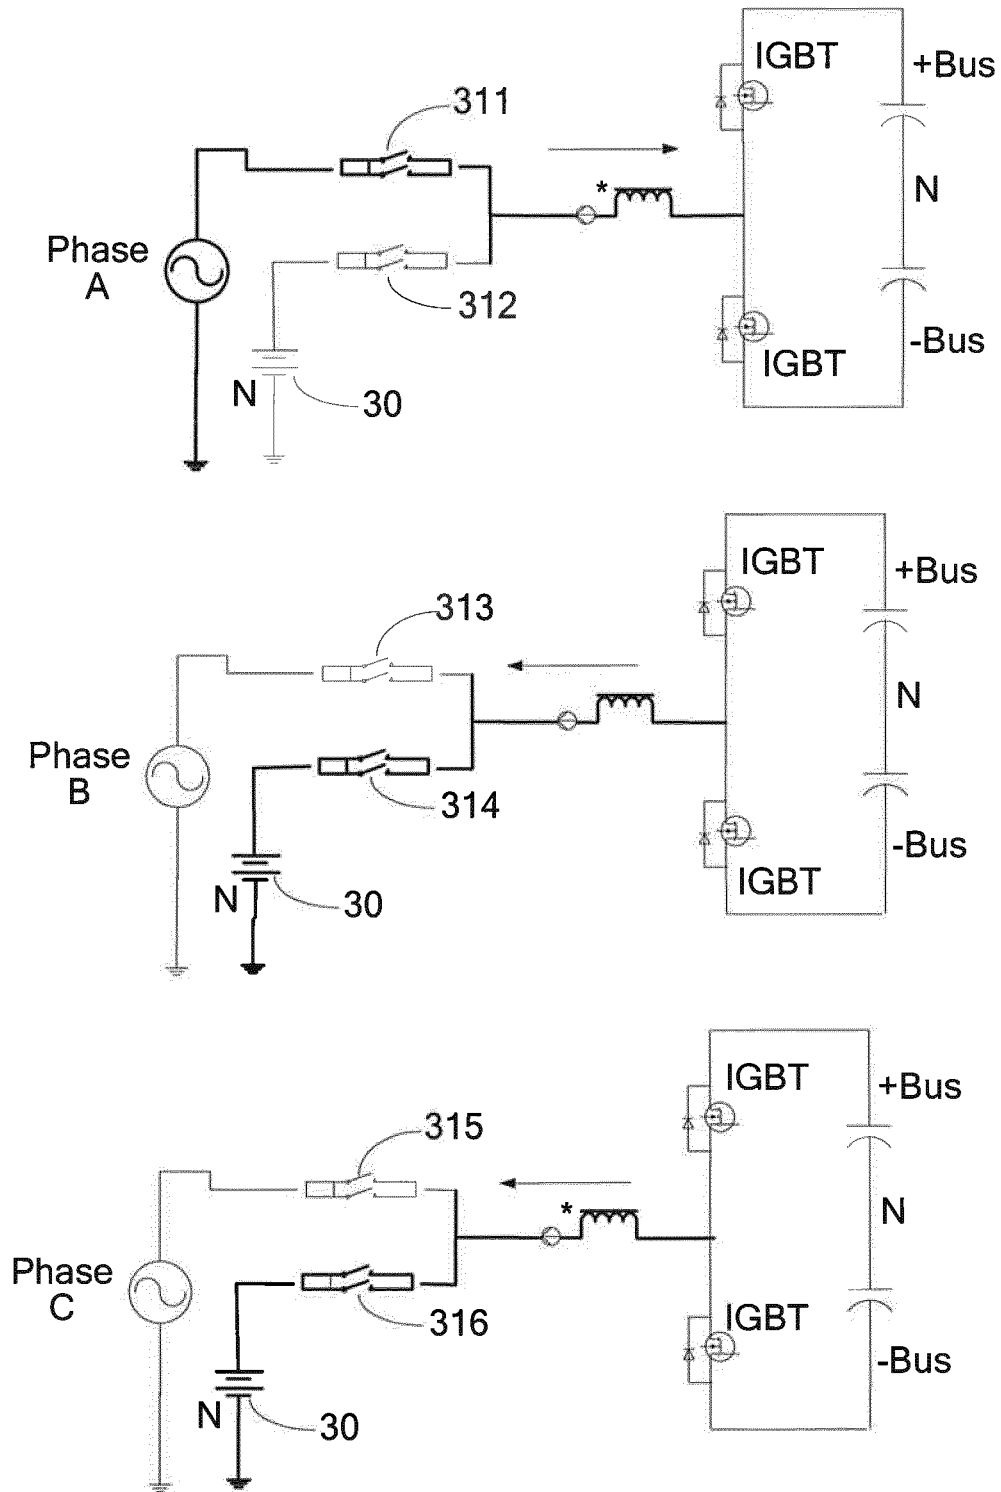 IGBT
+Bus
311
*
N
Phase
A
312
-Bus
IGBT
N
30
IGBT
+Bus
313
N
Phase
B
314
-Bus
IGBT
N
30
IGBT
+Bus
315
*
N
Phase
C
316
IGBT
-Bus
N
30